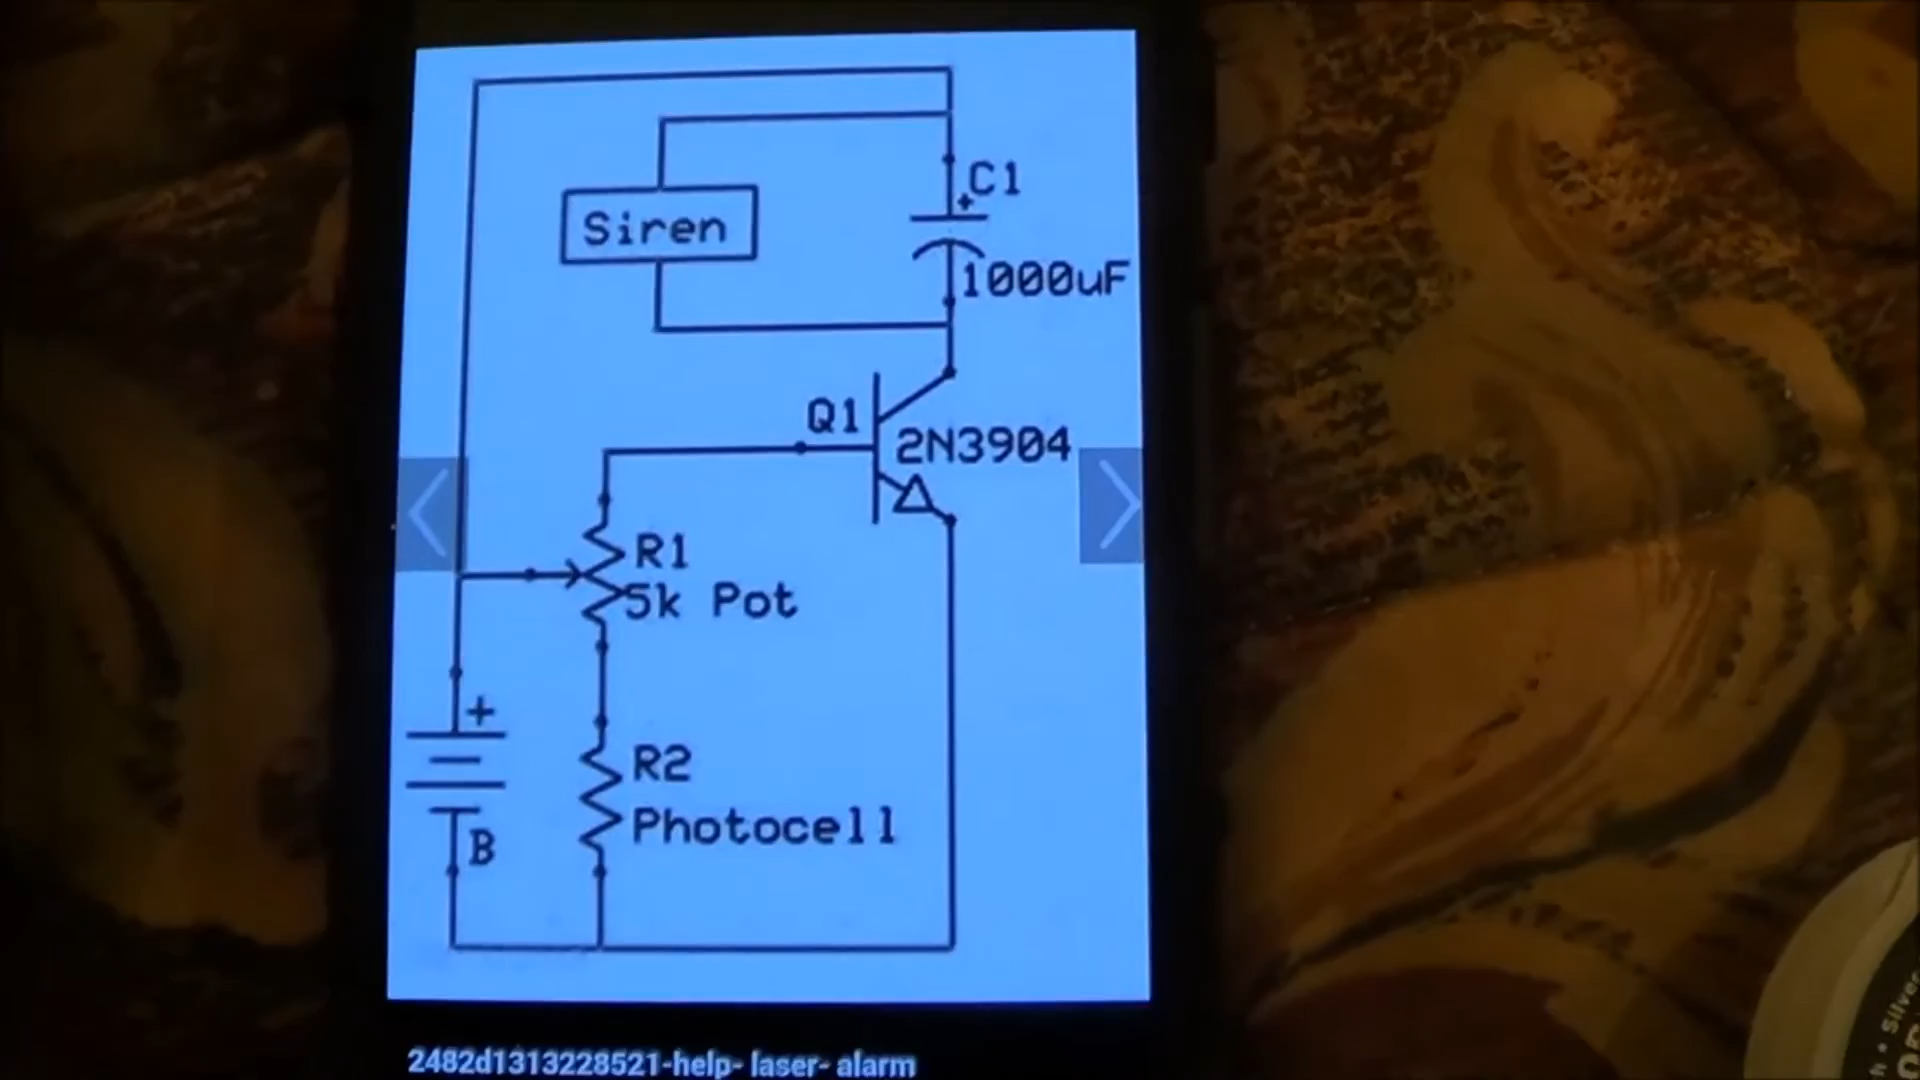 C1
+
Siren
1000uF
Q1
2N3904
R1
5k Pot
+
R2
Photocell
B
2482d1313228521-help- laser- alarm